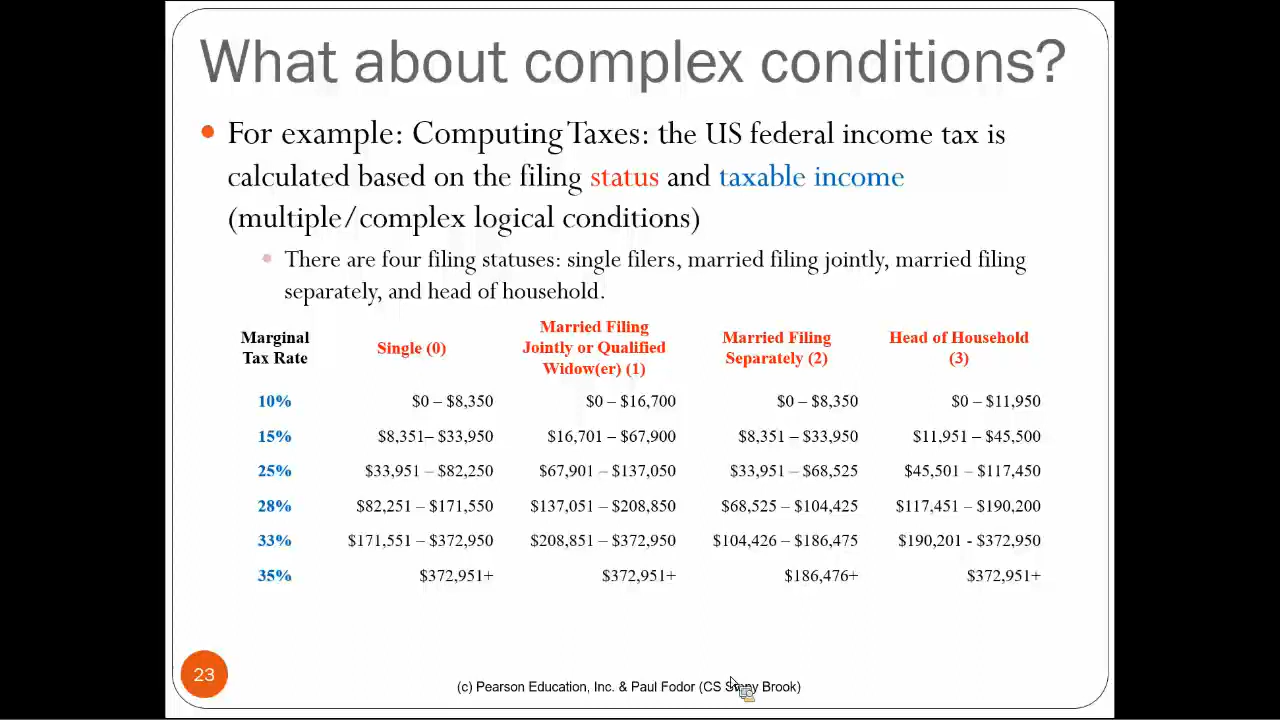 What about complex conditions?
For example: Computing Taxes: the US federal income tax is
calculated based on the filing status and taxable income
(multiple/complex logical conditions)
There are four filing statuses: single filers, married filing jointly, married filing
separately, and head of household.
Marginal Tax Rate Single (0) Married Filing Jointly or Qualified Widow(er) (1) Married Filing Separately (2) Head of Household (3)
10% $0 – $8,350 $0 – $16,700 $0 – $8,350 $0 – $11,950
15% $8,351– $33,950 $16,701 – $67,900 $8,351 – $33,950 $11,951 – $45,500
25% $33,951 – $82,250 $67,901 – $137,050 $33,951 – $68,525 $45,501 – $117,450
28% $82,251 – $171,550 $137,051 – $208,850 $68,525 – $104,425 $117,451 – $190,200
33% $171,551 – $372,950 $208,851 – $372,950 $104,426 – $186,475 $190,201 - $372,950
35% $372,951+ $372,951+ $186,476+ $372,951+
23
(c) Pearson Education, Inc. & Paul Fodor (CS Stony Brook)